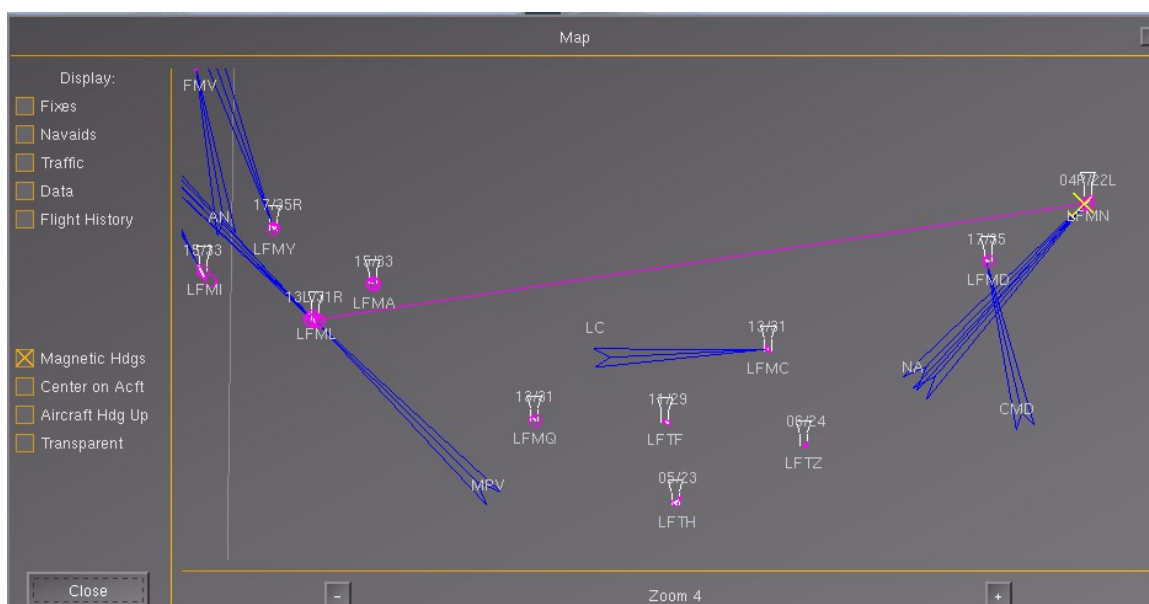 Map
Display:
Fixes
Navaids
Traffic
Data
Flight History
Magnetic Hdgs
Center on Acft
Aircraft Hdg Up
Transparent
Close
FMV
AN
17/35R
LFMY
15/33
LFMI
15/33
LFMA
LFML
MPV
LC
13/31
LFMC
13/31
LFMQ
11/29
LFTF
05/23
LFTH
06/24
LFTZ
04R/22L
LFMN
17/35
LFMD
NA
CMD
-
Zoom 4
+